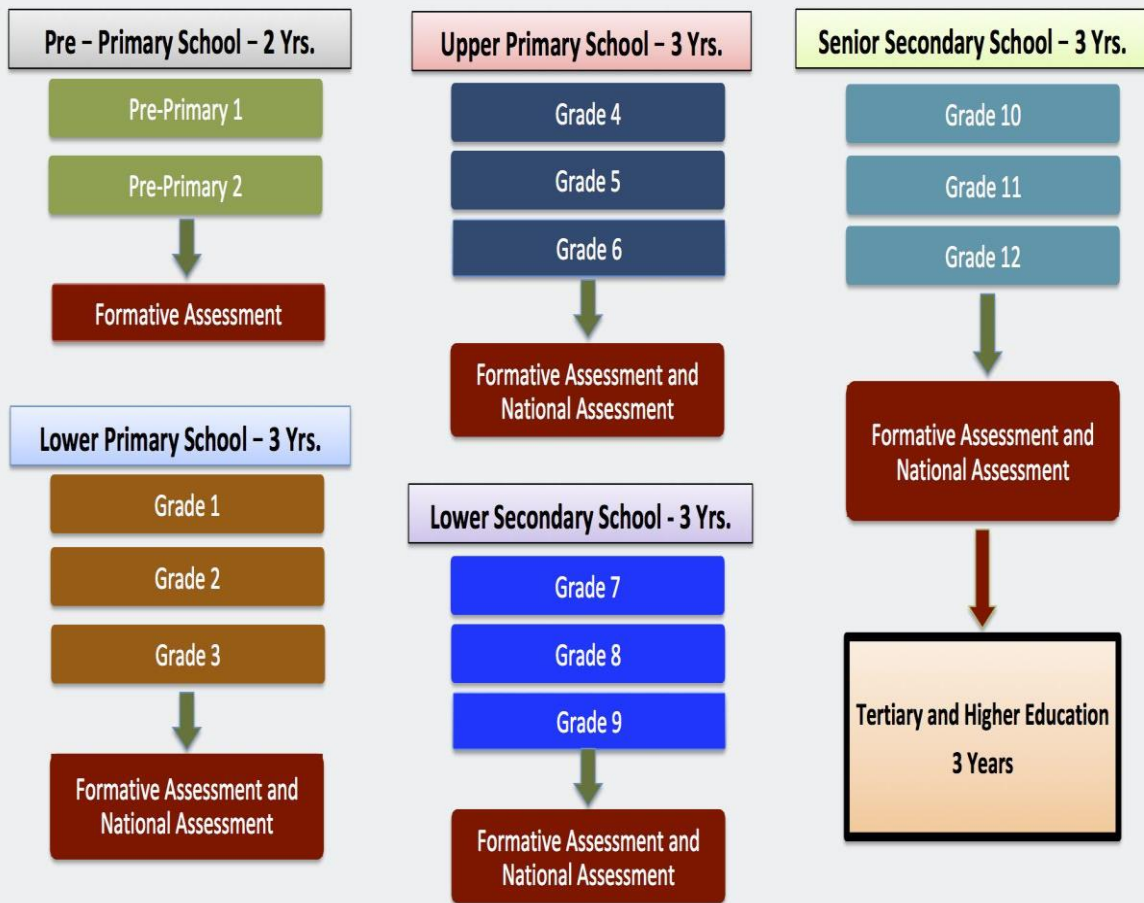 Pre – Primary School – 2 Yrs.
Pre-Primary 1
Pre-Primary 2
Formative Assessment
Lower Primary School – 3 Yrs.
Grade 1
Grade 2
Grade 3
Formative Assessment and
National Assessment
Upper Primary School – 3 Yrs.
Grade 4
Grade 5
Grade 6
Formative Assessment and
National Assessment
Lower Secondary School - 3 Yrs.
Grade 7
Grade 8
Grade 9
Formative Assessment and
National Assessment
Senior Secondary School – 3 Yrs.
Grade 10
Grade 11
Grade 12
Formative Assessment and
National Assessment
Tertiary and Higher Education
3 Years